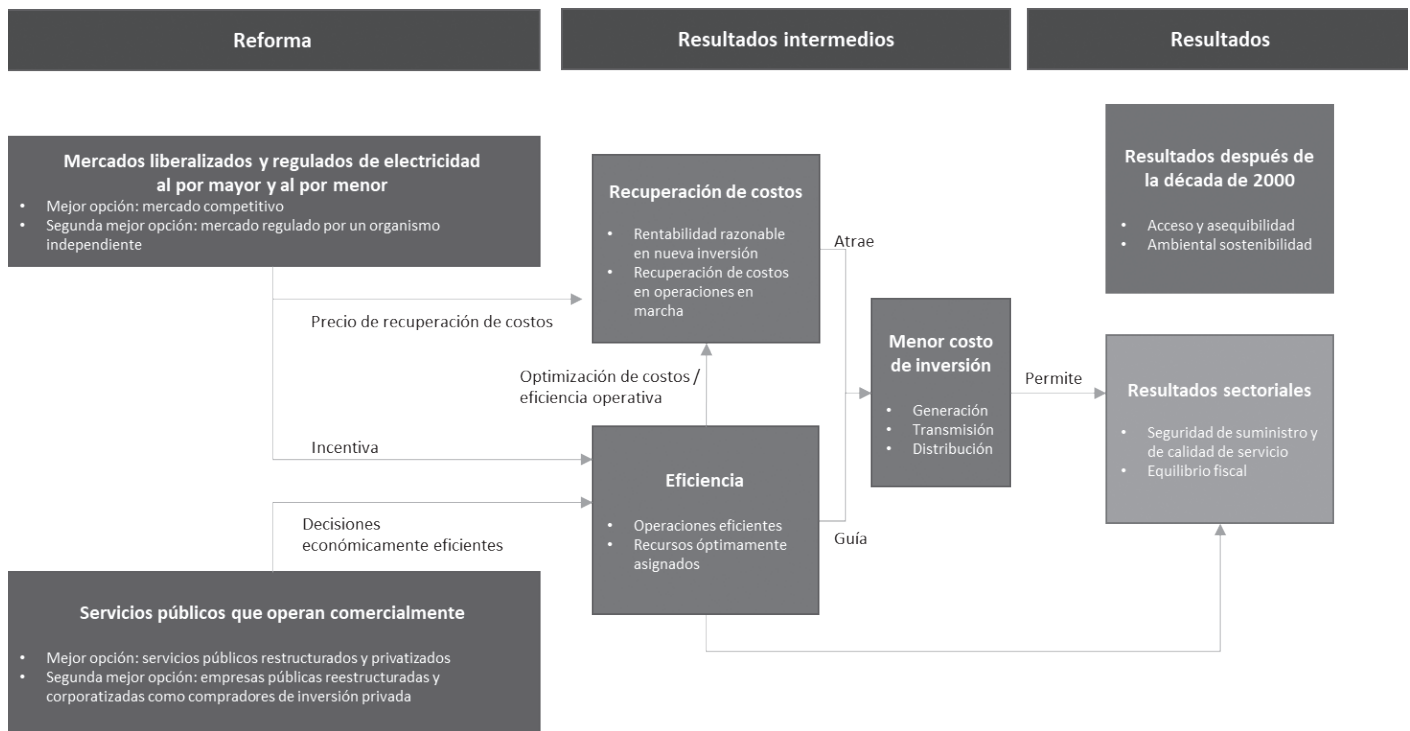 Reforma
Resultados intermedios
Resultados
Mercados liberalizados y regulados de electricidad
al por mayor y al por menor
• Mejor opción: mercado competitivo
• Segunda mejor opción: mercado regulado por un organismo
independiente
Precio de recuperación de costos
Incentiva
Decisiones
económicamente eficientes
Servicios públicos que operan comercialmente
• Mejor opción: servicios públicos restructurados y privatizados
• Segunda mejor opción: empresas públicas reestructuradas y
corporatizadas como compradores de inversión privada
Recuperación de costos
• Rentabilidad razonable
en nueva inversión
• Recuperación de costos
en operaciones en
marcha
Optimización de costos /
eficiencia operativa
Eficiencia
• Operaciones eficientes
• Recursos óptimamente
asignados
Atrae
Guía
Menor costo
de inversión
• Generación
• Transmisión
• Distribución
Permite
Resultados después de
la década de 2000
• Acceso y asequibilidad
• Ambiental sostenibilidad
Resultados sectoriales
• Seguridad de suministro y
de calidad de servicio
• Equilibrio fiscal